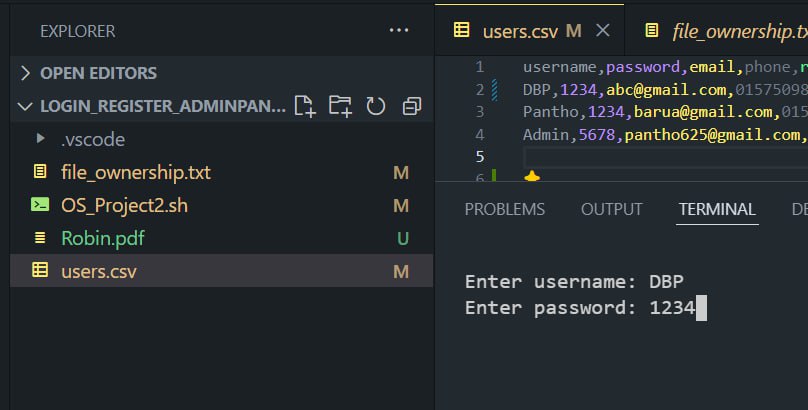 EXPLORER
OPEN EDITORS
LOGIN_REGISTER_ADMINPAN...
.vscode
file_ownership.txt M
OS_Project2.sh M
Robin.pdf U
users.csv M
users.csv M
file_ownership.tx
1 username,password,email,phone,r
2 DBP,1234,abc@gmail.com,01575098
3 Pantho,1234,barua@gmail.com,015
4 Admin,5678,pantho625@gmail.com,
5
6
PROBLEMS OUTPUT TERMINAL DE
Enter username: DBP
Enter password: 1234